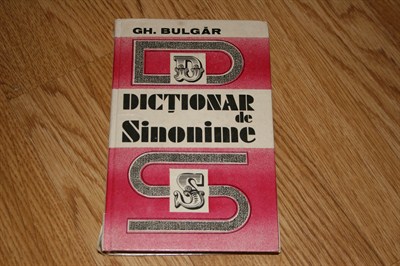 GH. BULGĂR
D
DICȚIONAR
de
Sinonime
S